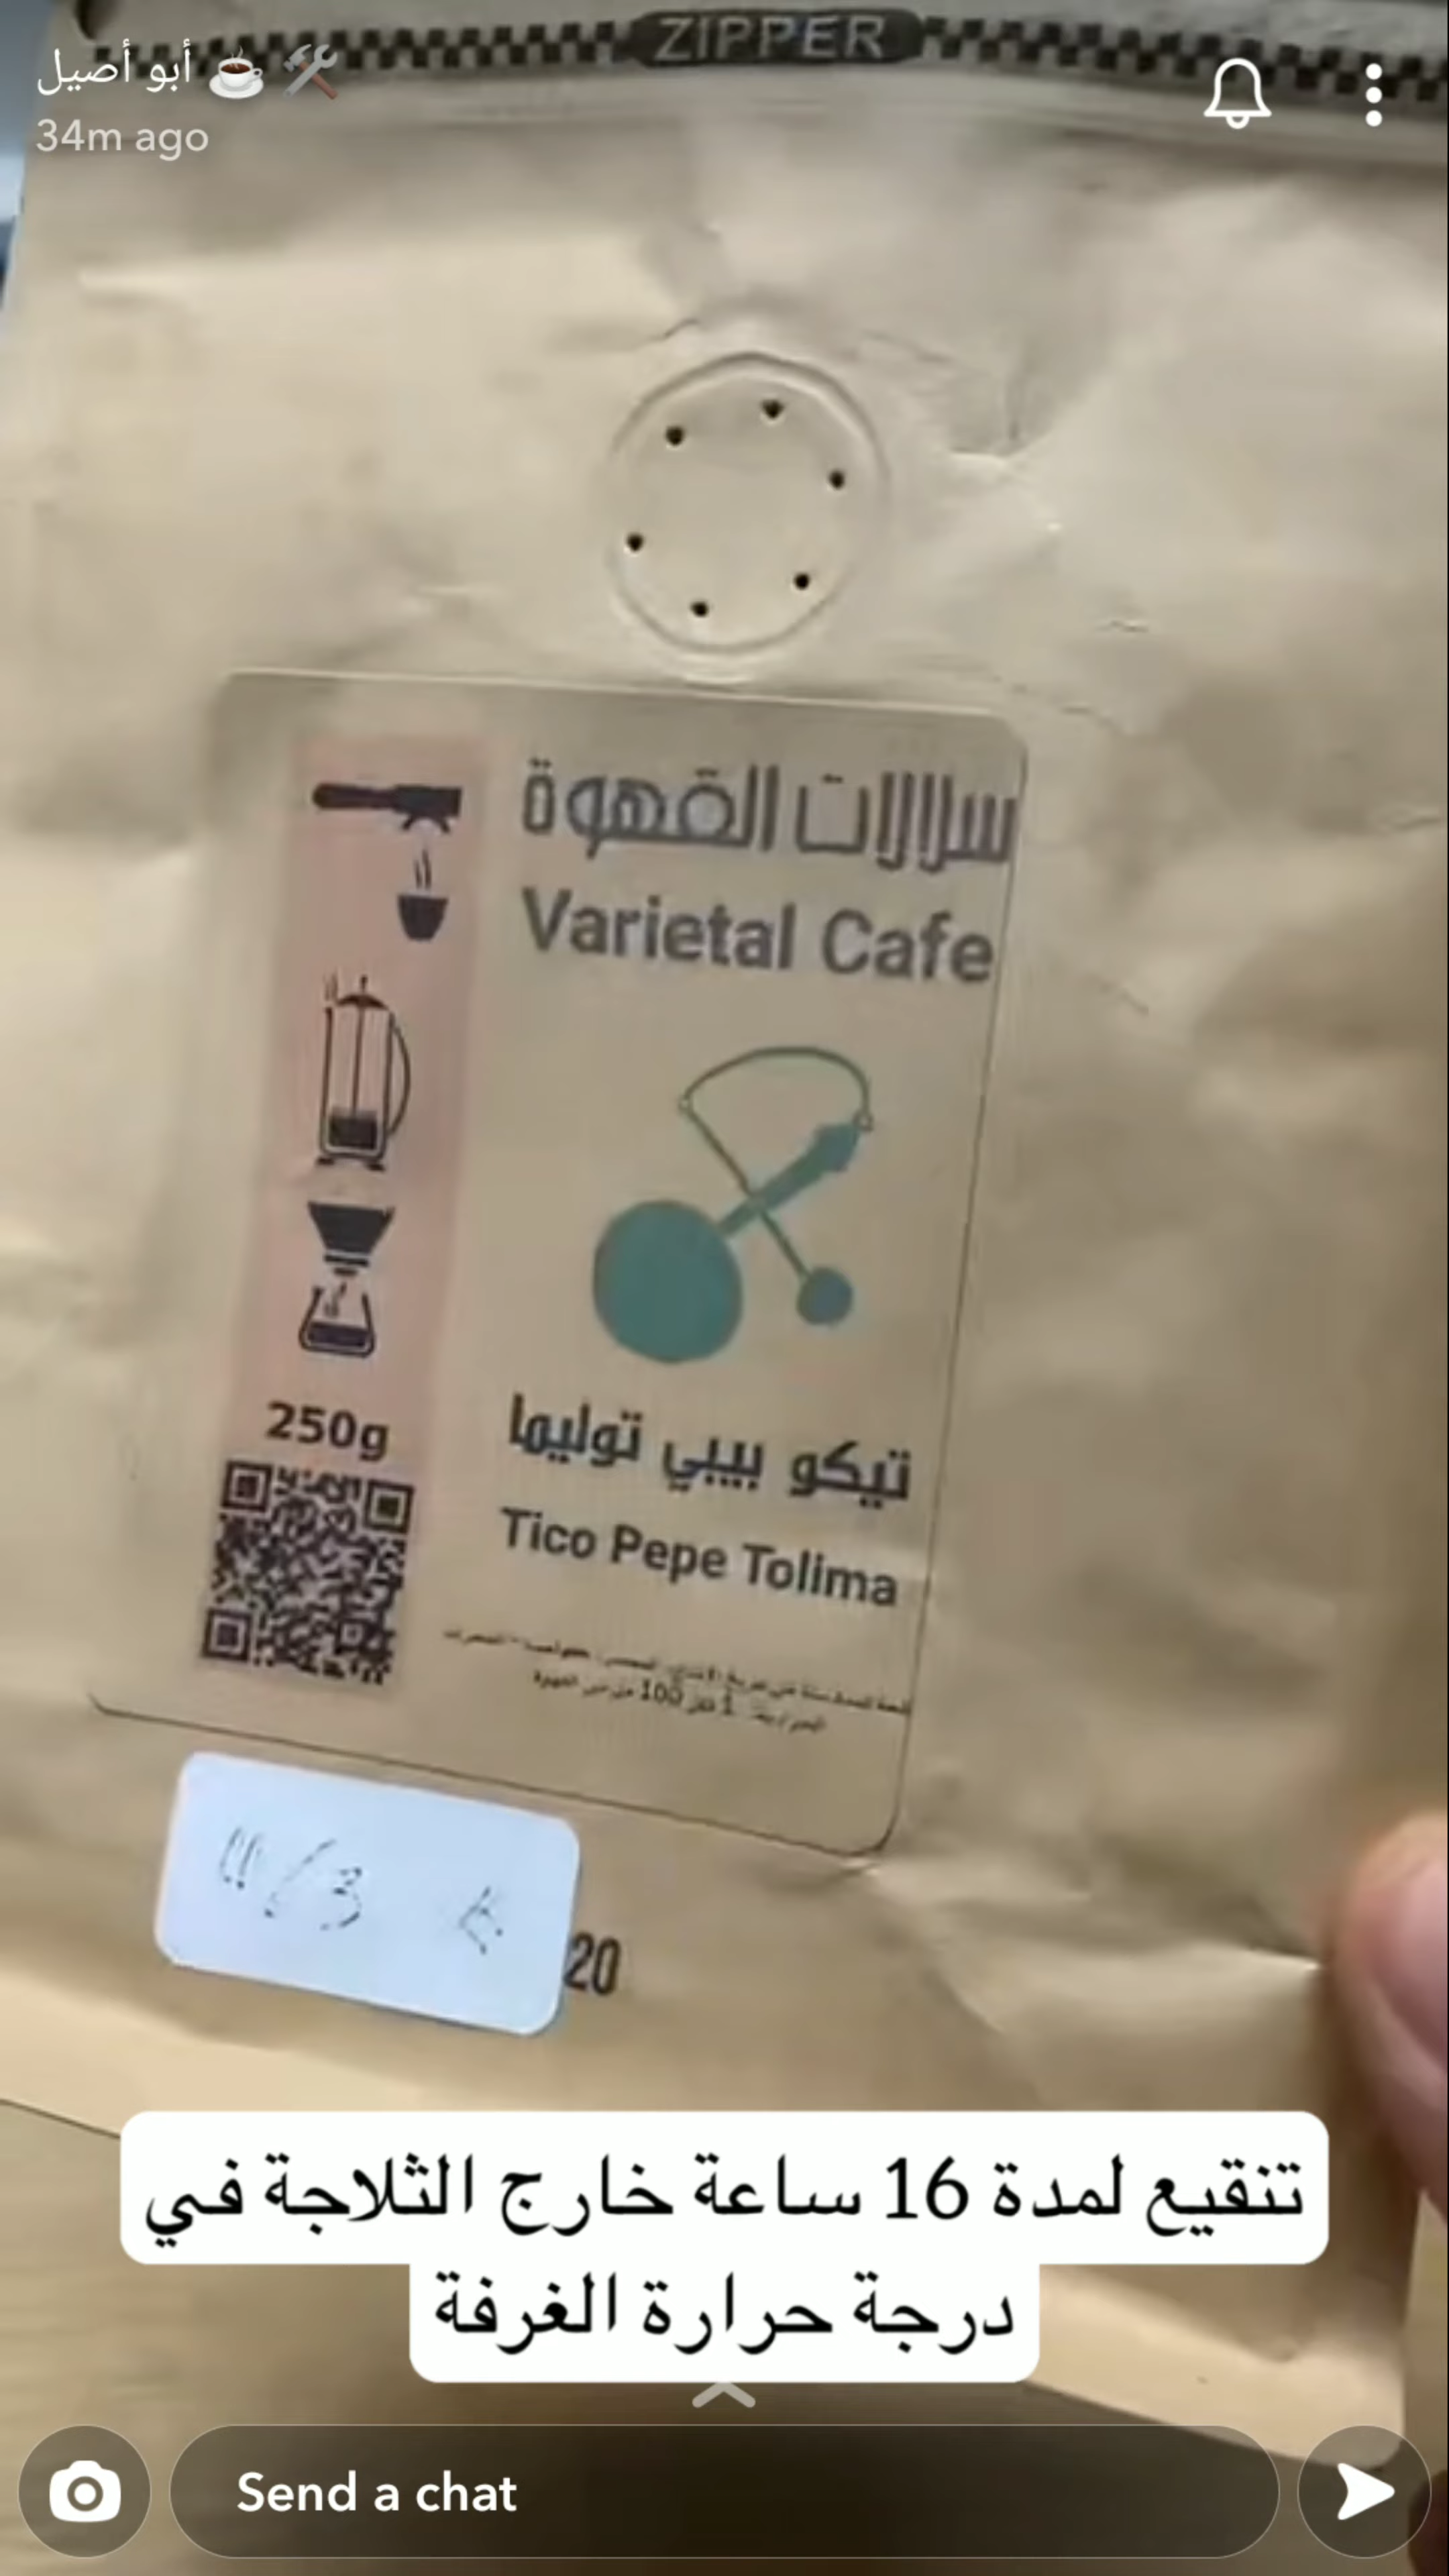 ZIPPER
أبو أصيل ☕🛠
34m ago
سلالات القهوة
Varietal Cafe
250g
تيكو بيبي توليما
Tico Pepe Tolima
100
20
تنقيع لمدة 16 ساعة خارج الثلاجة في
درجة حرارة الغرفة
Send a chat